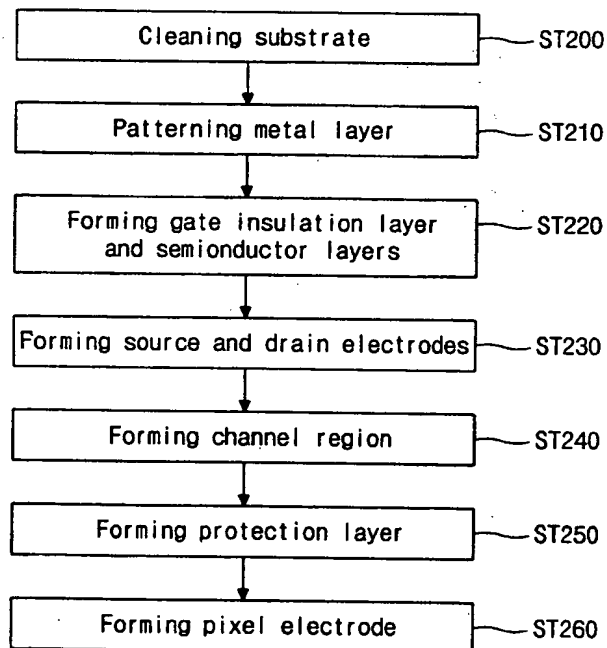 Cleaning substrate ST200
Patterning metal layer ST210
Forming gate insulation layer ST220
and semionductor layers
Forming source and drain electrodes ST230
Forming channel region ST240
Forming protection layer ST250
Forming pixel electrode ST260